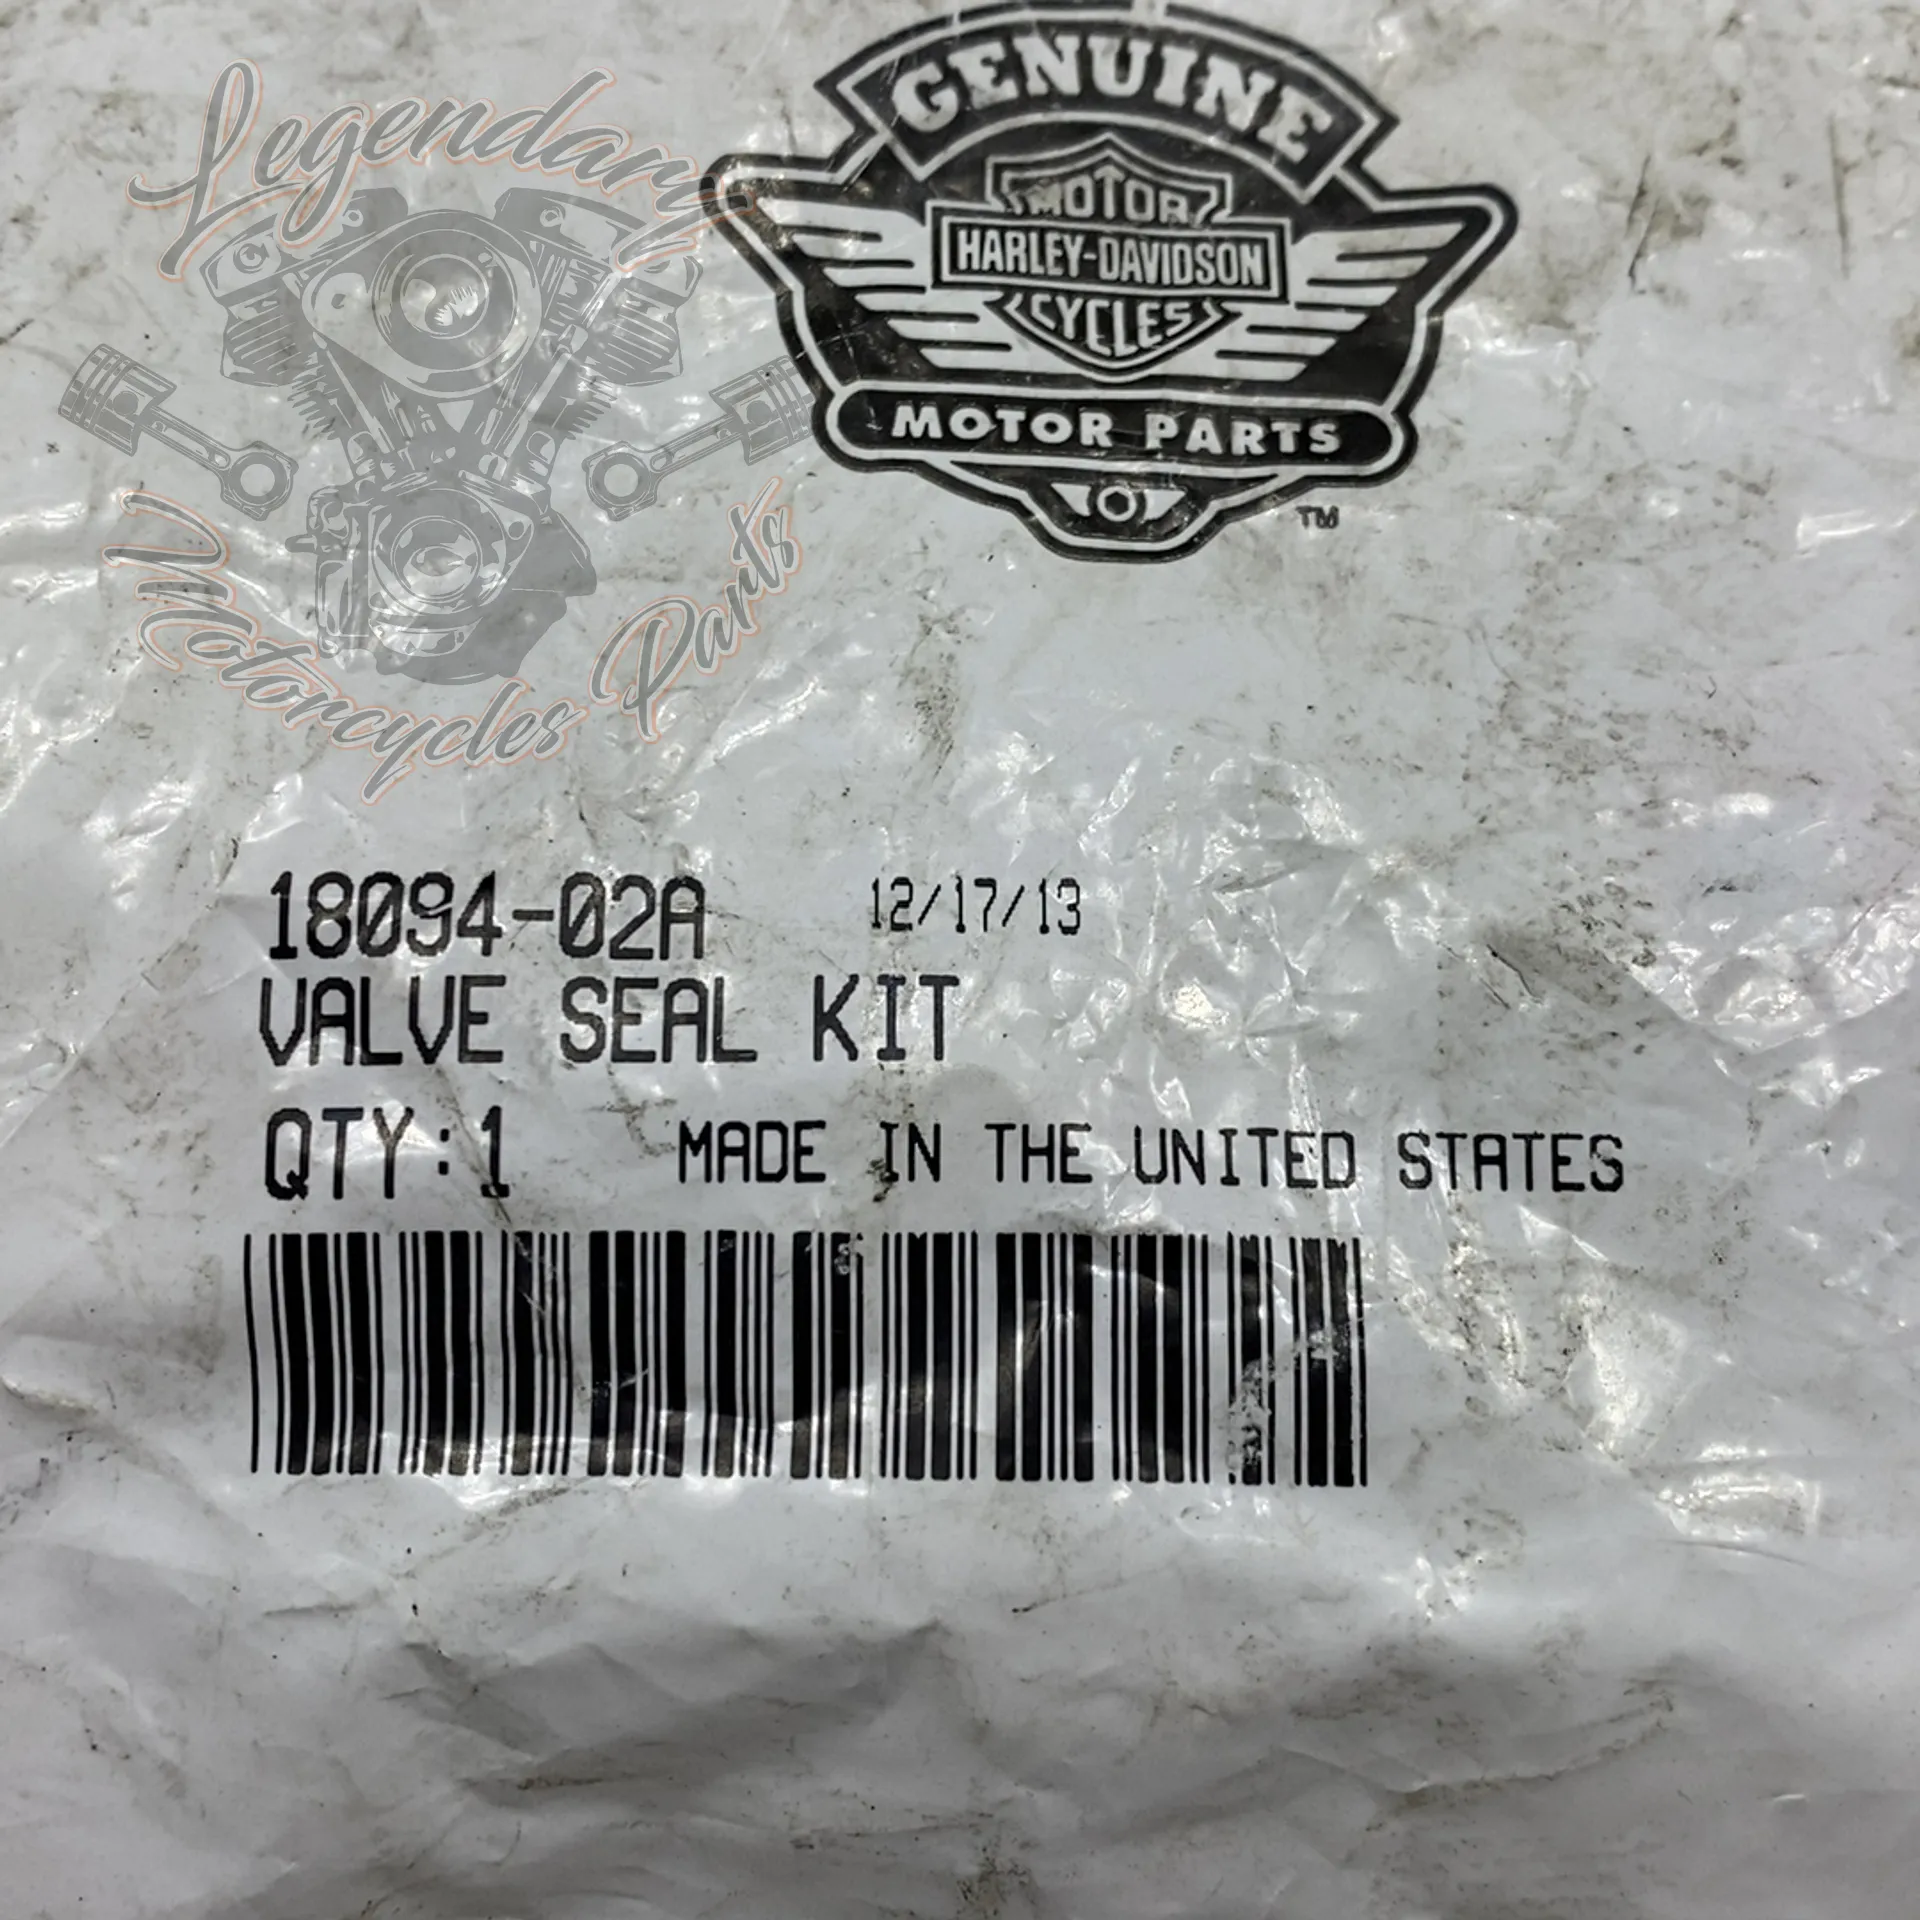 GENUINE
MOTOR
HARLEY-DAVIDSON
CYCLES
MOTOR PARTS
TM
Legendary
Motorcycles Parts
18094-02A 12/17/13
VALVE SEAL KIT
QTY:1 MADE IN THE UNITED STATES